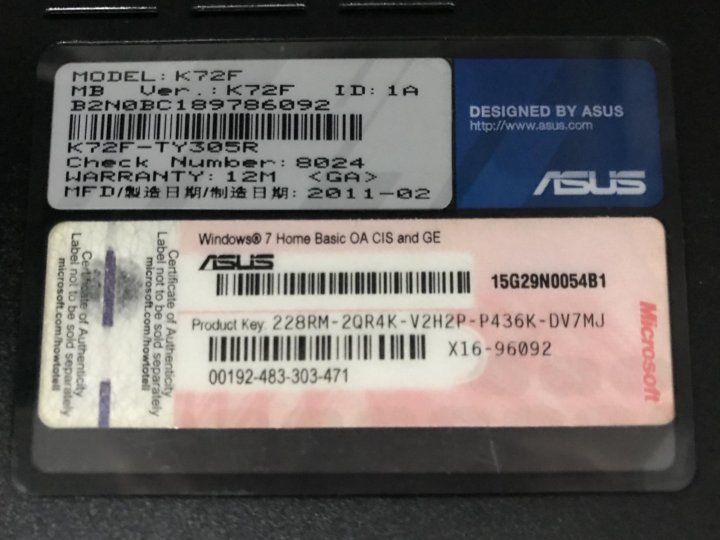 MODEL: K72F
MB Ver.: K72F ID: 1A
B2N0BC189786092
K72F-TY305R
Check Number: 8024
WARRANTY: 12M <GA>
MFD/製造日期/制造日期: 2011-02
DESIGNED BY ASUS
http://www.asus.com
ASUS
Certificate of Authenticity
Label not to be sold separately
microsoft.com/howtotell
Certificate of Authenticity
Label not to be sold separately
microsoft.com/howtotell
Windows® 7 Home Basic OA CIS and GE
ASUS
15G29N0054B1
Product Key: 228RM-2QR4K-V2H2P-P436K-DV7MJ
X16-96092
00192-483-303-471
Microsoft